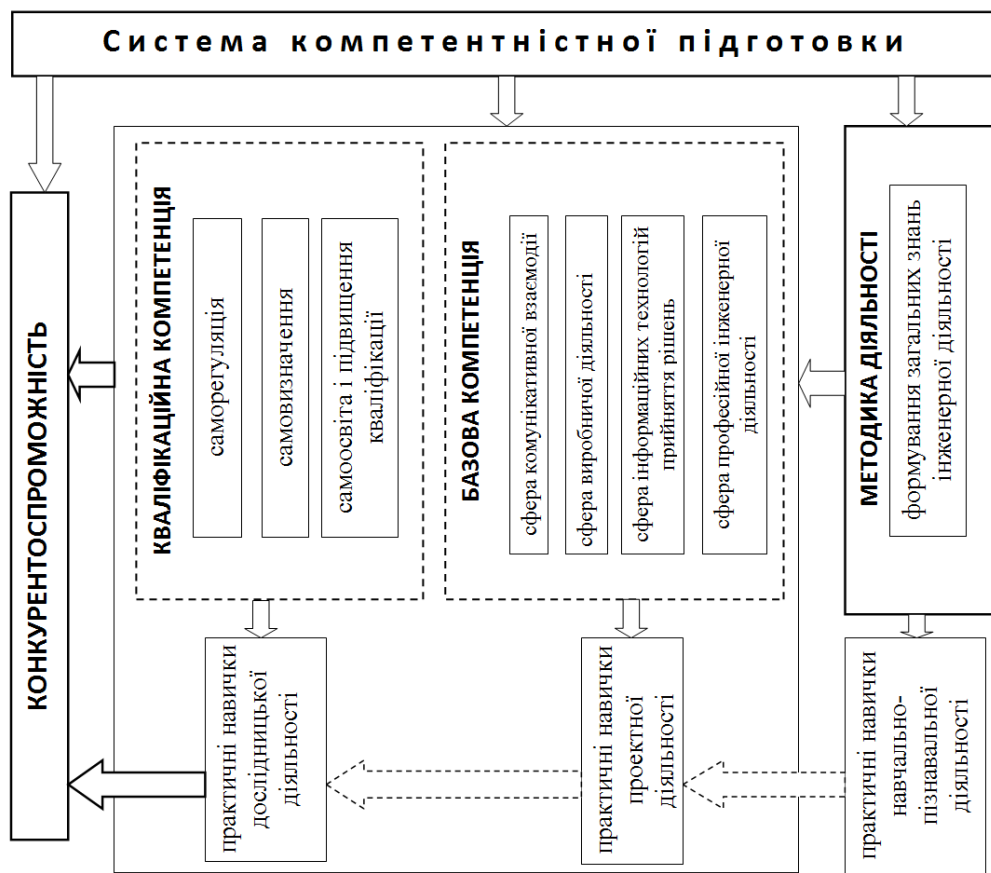 Система компетентністної підготовки
КОНКУРЕНТОСПРОМОЖНІСТЬ
КВАЛІФІКАЦІЙНА КОМПЕТЕНЦІЯ
саморегуляція
самовизначення
самоосвіта і підвищення
кваліфікації
практичні навички
дослідницької
діяльності
БАЗОВА КОМПЕТЕНЦІЯ
сфера комунікативної взаємодії
сфера виробничої діяльності
сфера інформаційних технологій
прийняття рішень
сфера професійної інженерної
діяльності
практичні навички
проектної
діяльності
МЕТОДИКА ДІЯЛЬНОСТІ
формування загальних знань
інженерної діяльності
практичні навички
навчально-
пізнавальної
діяльності